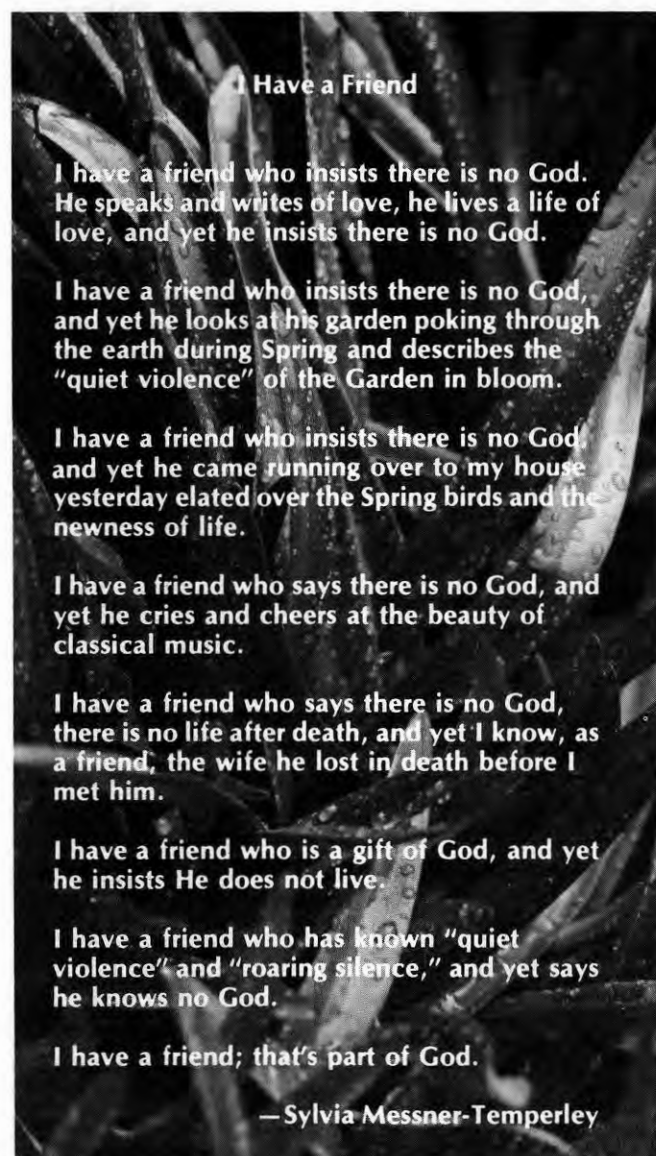 I Have a Friend
I have a friend who insists there is no God.
He speaks and writes of love, he lives a life of
love, and yet he insists there is no God.
I have a friend who insists there is no God,
and yet he looks at his garden poking through
the earth during Spring and describes the
"quiet violence" of the Garden in bloom.
I have a friend who insists there is no God,
and yet he came running over to my house
yesterday elated over the Spring birds and the
newness of life.
I have a friend who says there is no God, and
yet he cries and cheers at the beauty of
classical music.
I have a friend who says there is no God,
there is no life after death, and yet I know, as
a friend, the wife he lost in death before I
met him.
I have a friend who is a gift of God, and yet
he insists He does not live.
I have a friend who has known "quiet
violence" and "roaring silence," and yet says
he knows no God.
I have a friend; that's part of God.
—Sylvia Messner-Temperley